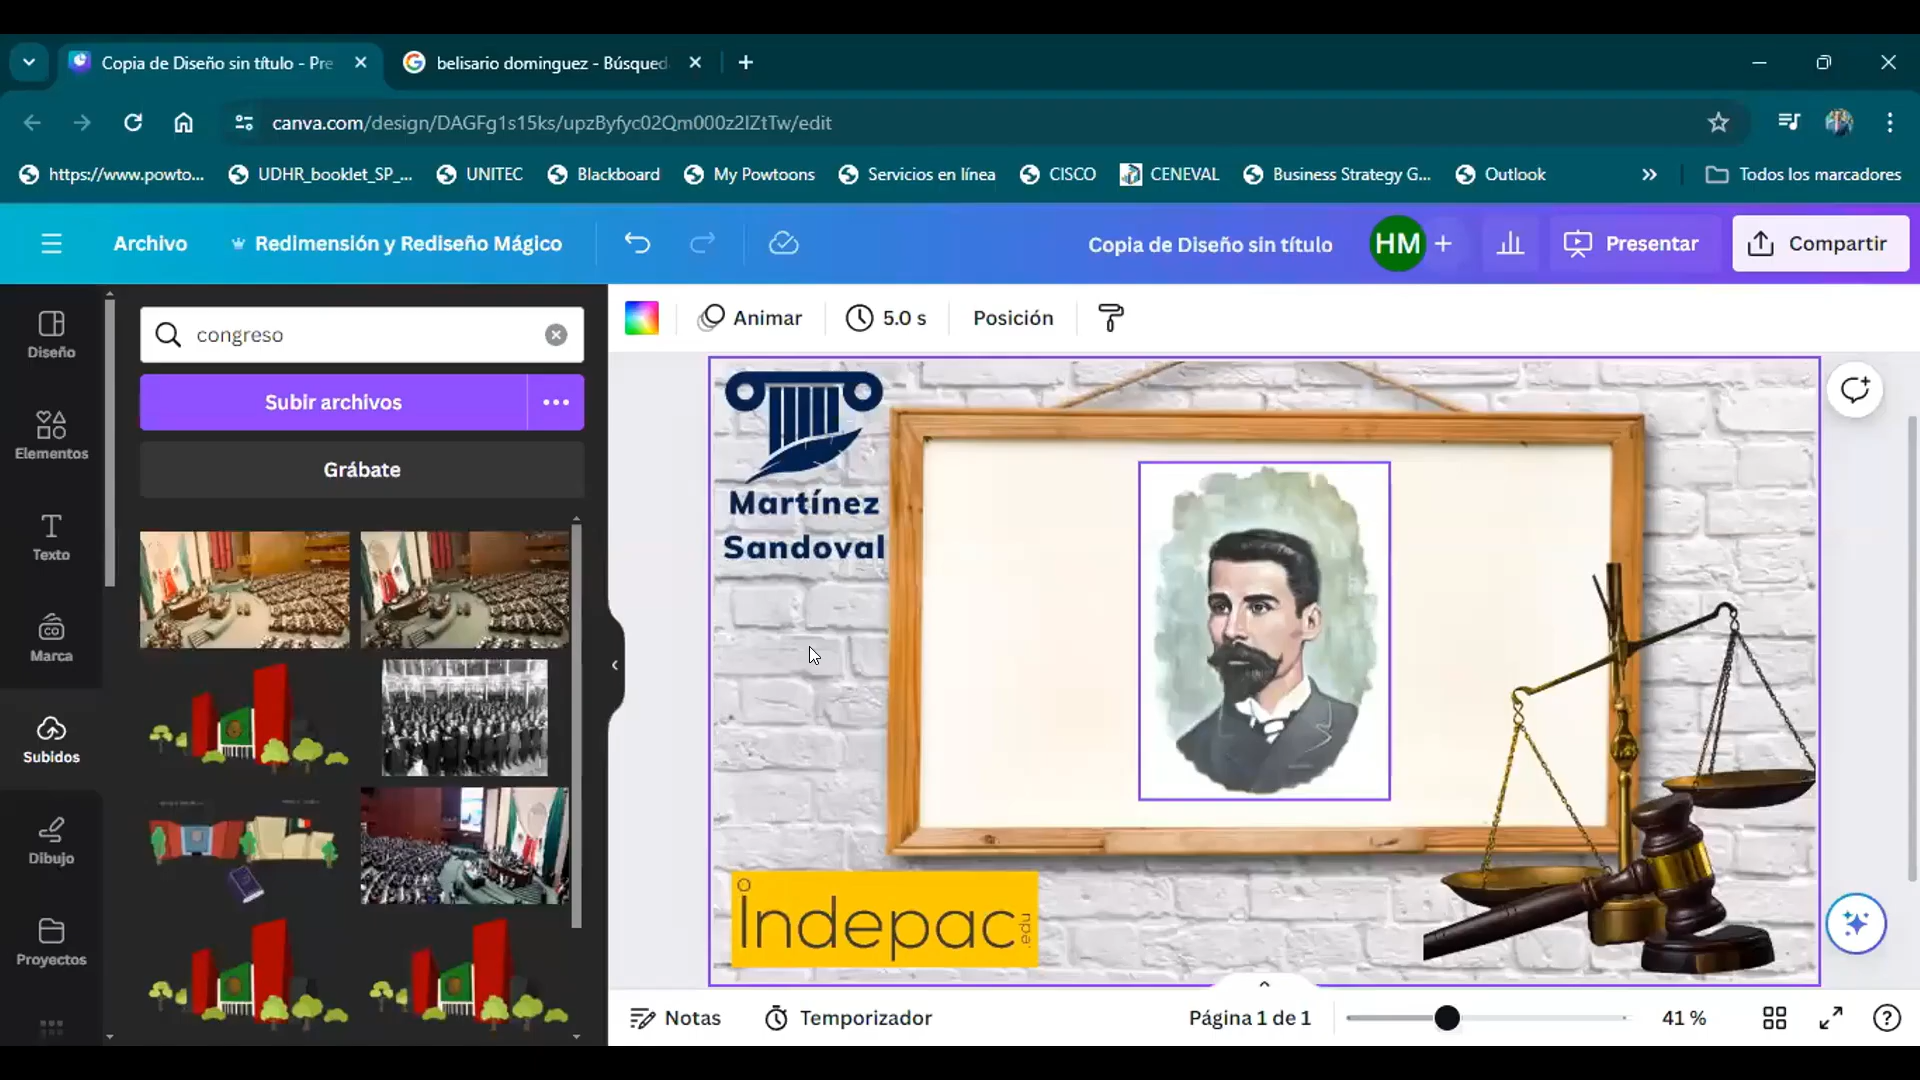 Copia de Diseño sin título - Pre
belisario dominguez - Búsqued
canva.com/design/DAGFg1s15ks/upzByfyc02Qm000z2lZtTw/edit
https://www.powto...
UDHR_booklet_SP_...
UNITEC
Blackboard
My Powtoons
Servicios en línea
CISCO
CENEVAL
Business Strategy G...
Outlook
Todos los marcadores
Archivo
Redimensión y Rediseño Mágico
Copia de Diseño sin título
HM
Presentar
Compartir
Diseño
Elementos
Texto
Marca
Subidos
Dibujo
Proyectos
congreso
Subir archivos
Grábate
Animar
5.0 s
Posición
Martínez
Sandoval
indepac.edu
Notas
Temporizador
Página 1 de 1
41 %